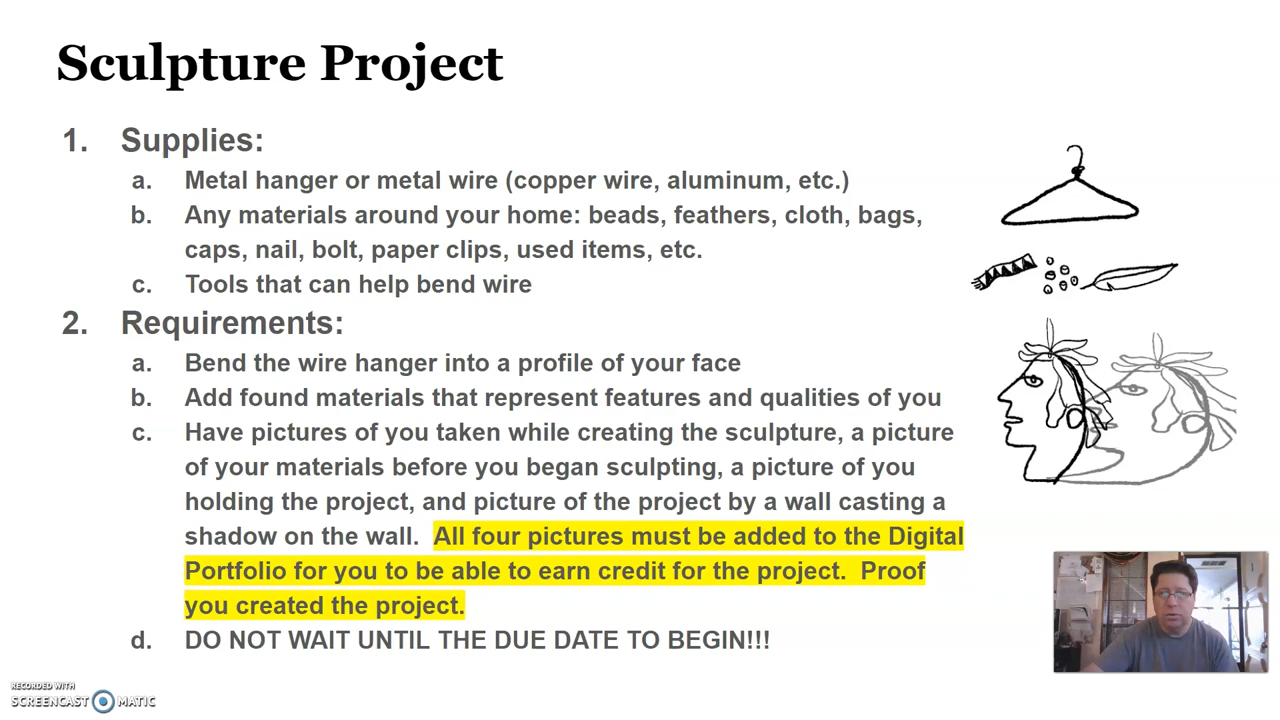 Sculpture Project
1. Supplies:
a. Metal hanger or metal wire (copper wire, aluminum, etc.)
b. Any materials around your home: beads, feathers, cloth, bags,
caps, nail, bolt, paper clips, used items, etc.
c. Tools that can help bend wire
2. Requirements:
a. Bend the wire hanger into a profile of your face
b. Add found materials that represent features and qualities of you
c. Have pictures of you taken while creating the sculpture, a picture
of your materials before you began sculpting, a picture of you
holding the project, and picture of the project by a wall casting a
shadow on the wall. All four pictures must be added to the Digital
Portfolio for you to be able to earn credit for the project. Proof
you created the project.
d. DO NOT WAIT UNTIL THE DUE DATE TO BEGIN!!!
RECORDED WITH
SCREENCAST MATIC